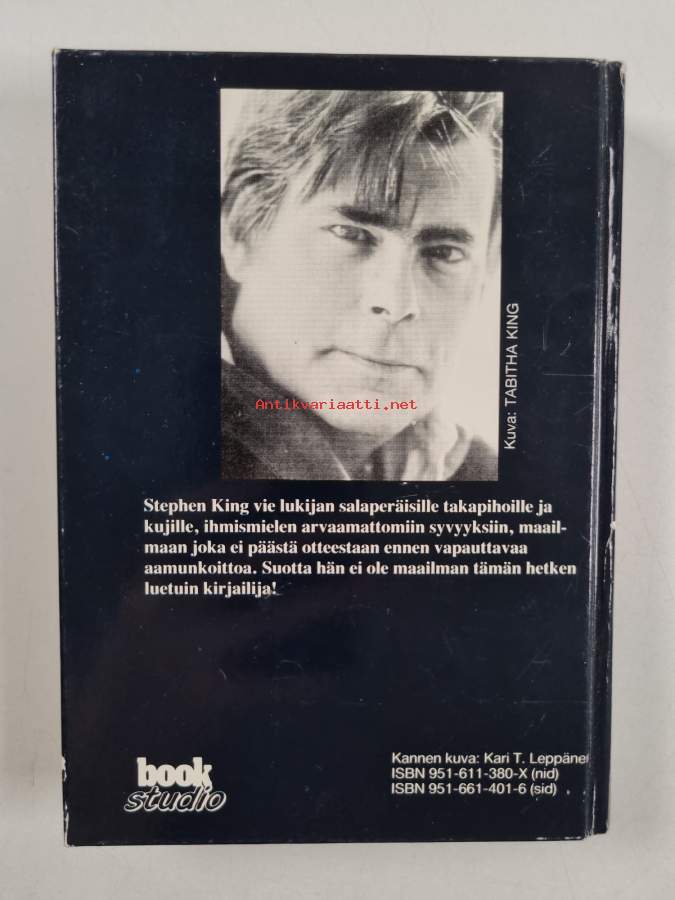 Kuva: TABITHA KING
Antikvariaatti.net
Stephen King vie lukijan salaperäisille takapihoille ja
kujille, ihmismielen arvaamattomiin syvyyksiin, maail-
maan joka ei päästä otteestaan ennen vapauttavaa
aamunkoittoa. Suotta hän ei ole maailman tämän hetken
luetuin kirjailija!
book
studio
Kannen kuva: Kari T. Leppäne
ISBN 951-611-380-X (nid)
ISBN 951-661-401-6 (sid)